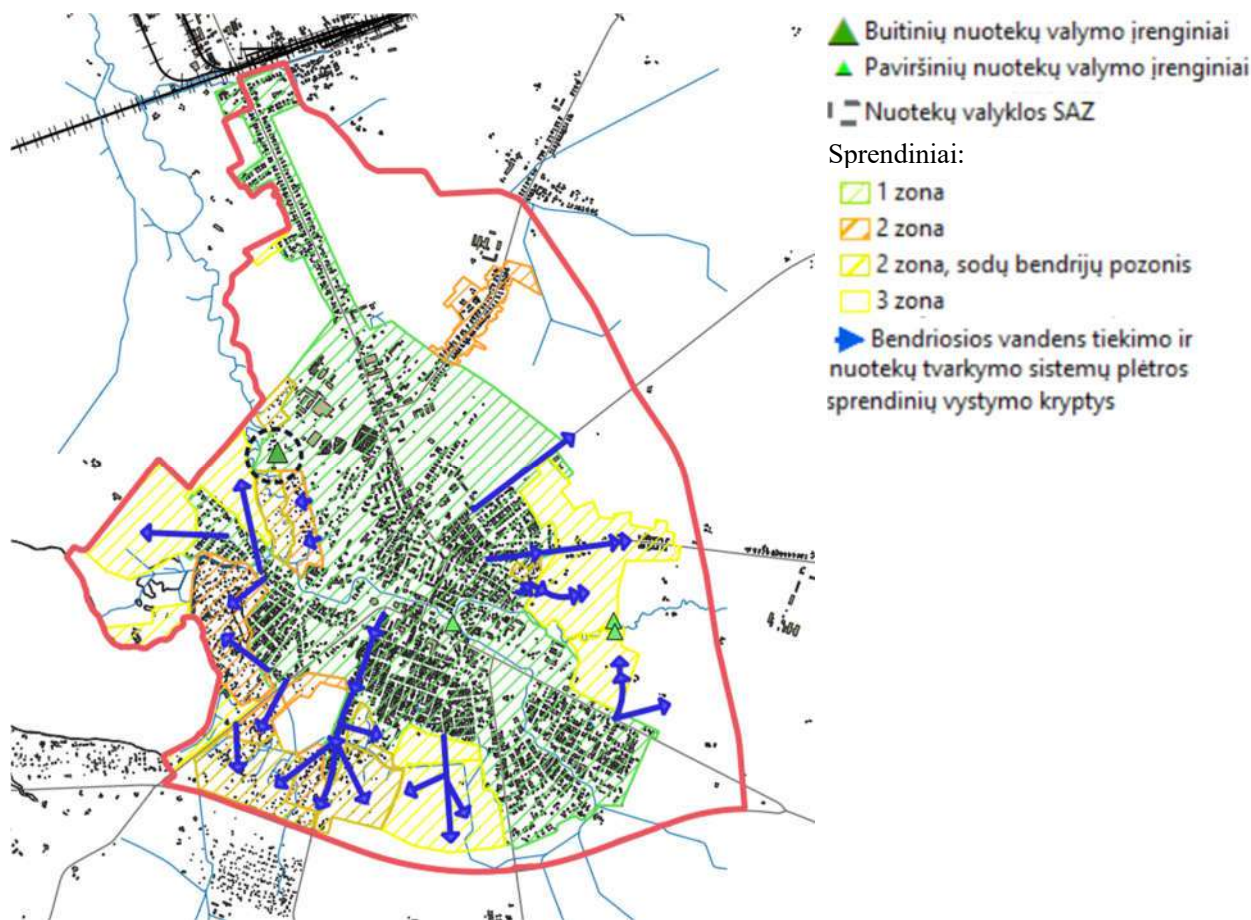 Buitinių nuotekų valymo įrenginiai
Paviršinių nuotekų valymo įrenginiai
Nuotekų valyklos SAZ
Sprendiniai:
1 zona
2 zona
2 zona, sodų bendrijų pozonis
3 zona
Bendriosios vandens tiekimo ir
nuotekų tvarkymo sistemų plėtros
sprendinių vystymo kryptys